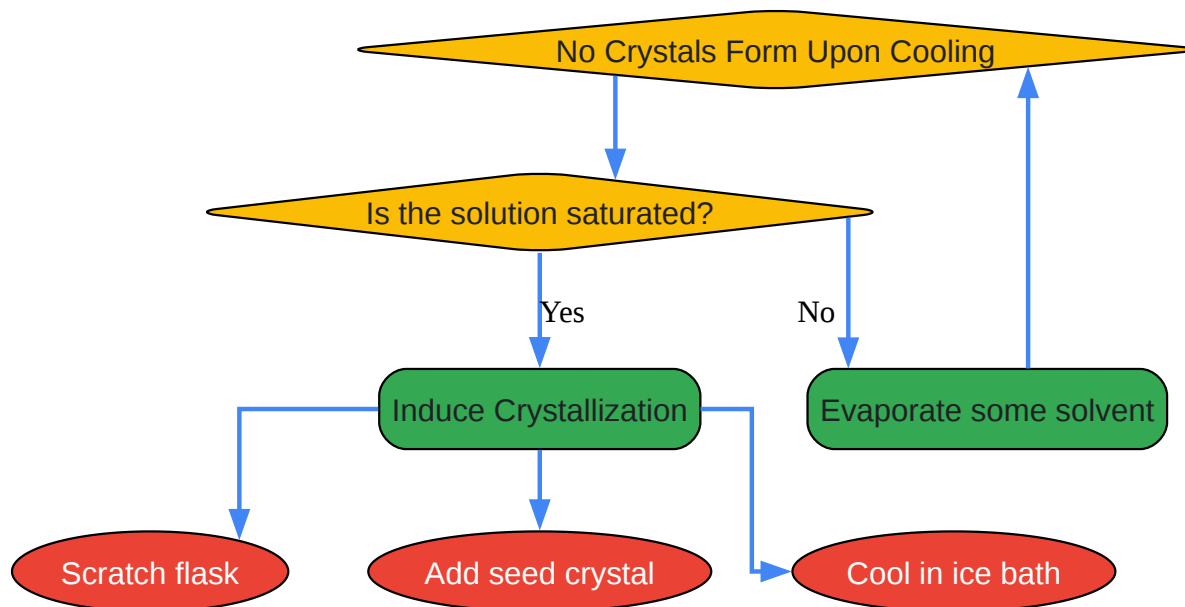 No Crystals Form Upon Cooling
Is the solution saturated?
Yes
No
Induce Crystallization
Evaporate some solvent
Scratch flask
Add seed crystal
Cool in ice bath